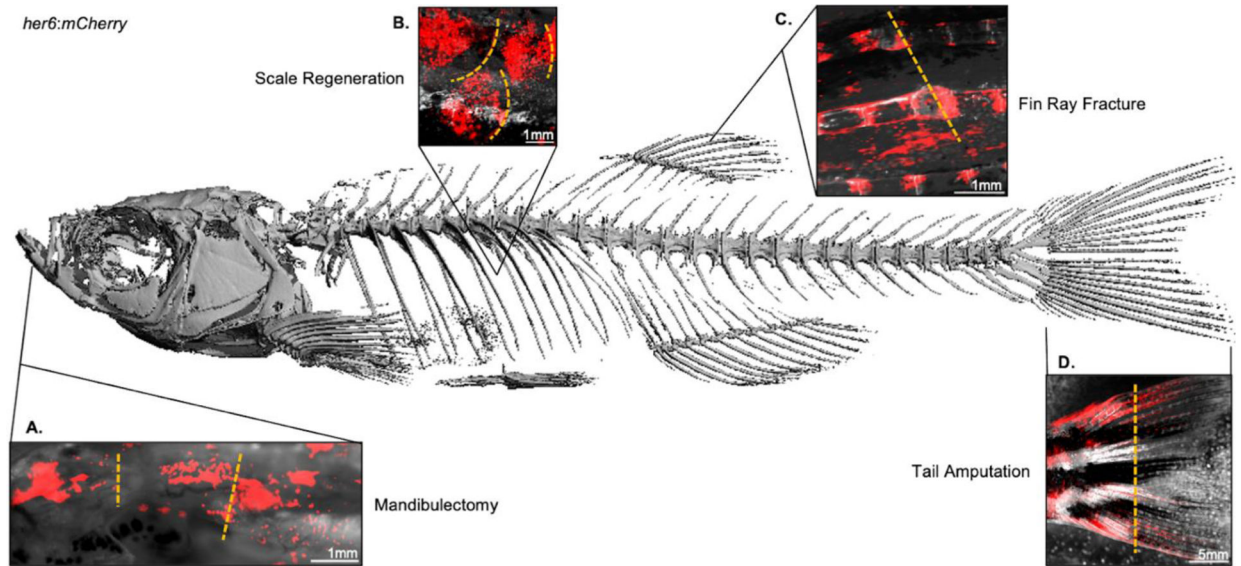 her6:mCherry
B.
Scale Regeneration
1mm
C.
Fin Ray Fracture
1mm
A.
Mandibulectomy
1mm
D.
Tail Amputation
5mm